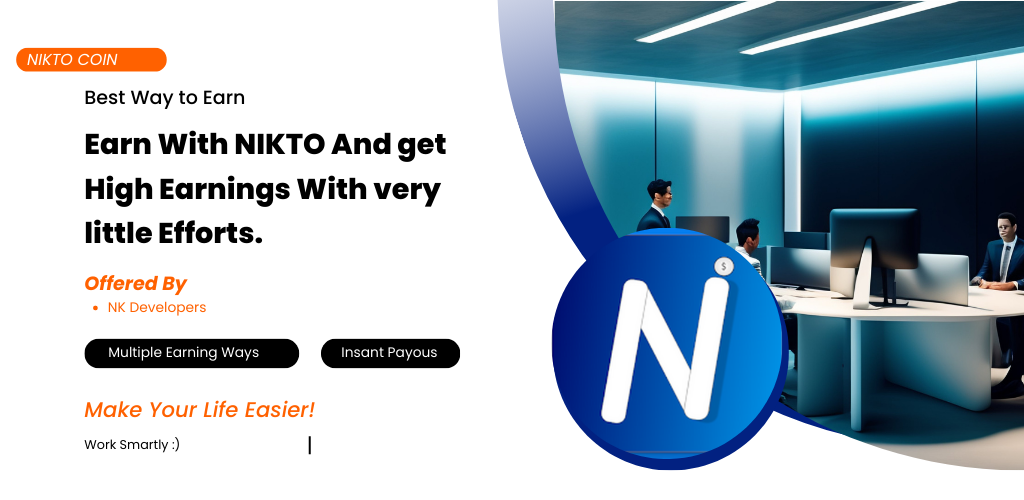 NIKTO COIN
Best Way to Earn
Earn With NIKTO And get
High Earnings With very
little Efforts.
Offered By
• NK Developers
Multiple Earning Ways
Insant Payous
Make Your Life Easier!
Work Smartly :)
|
N
$